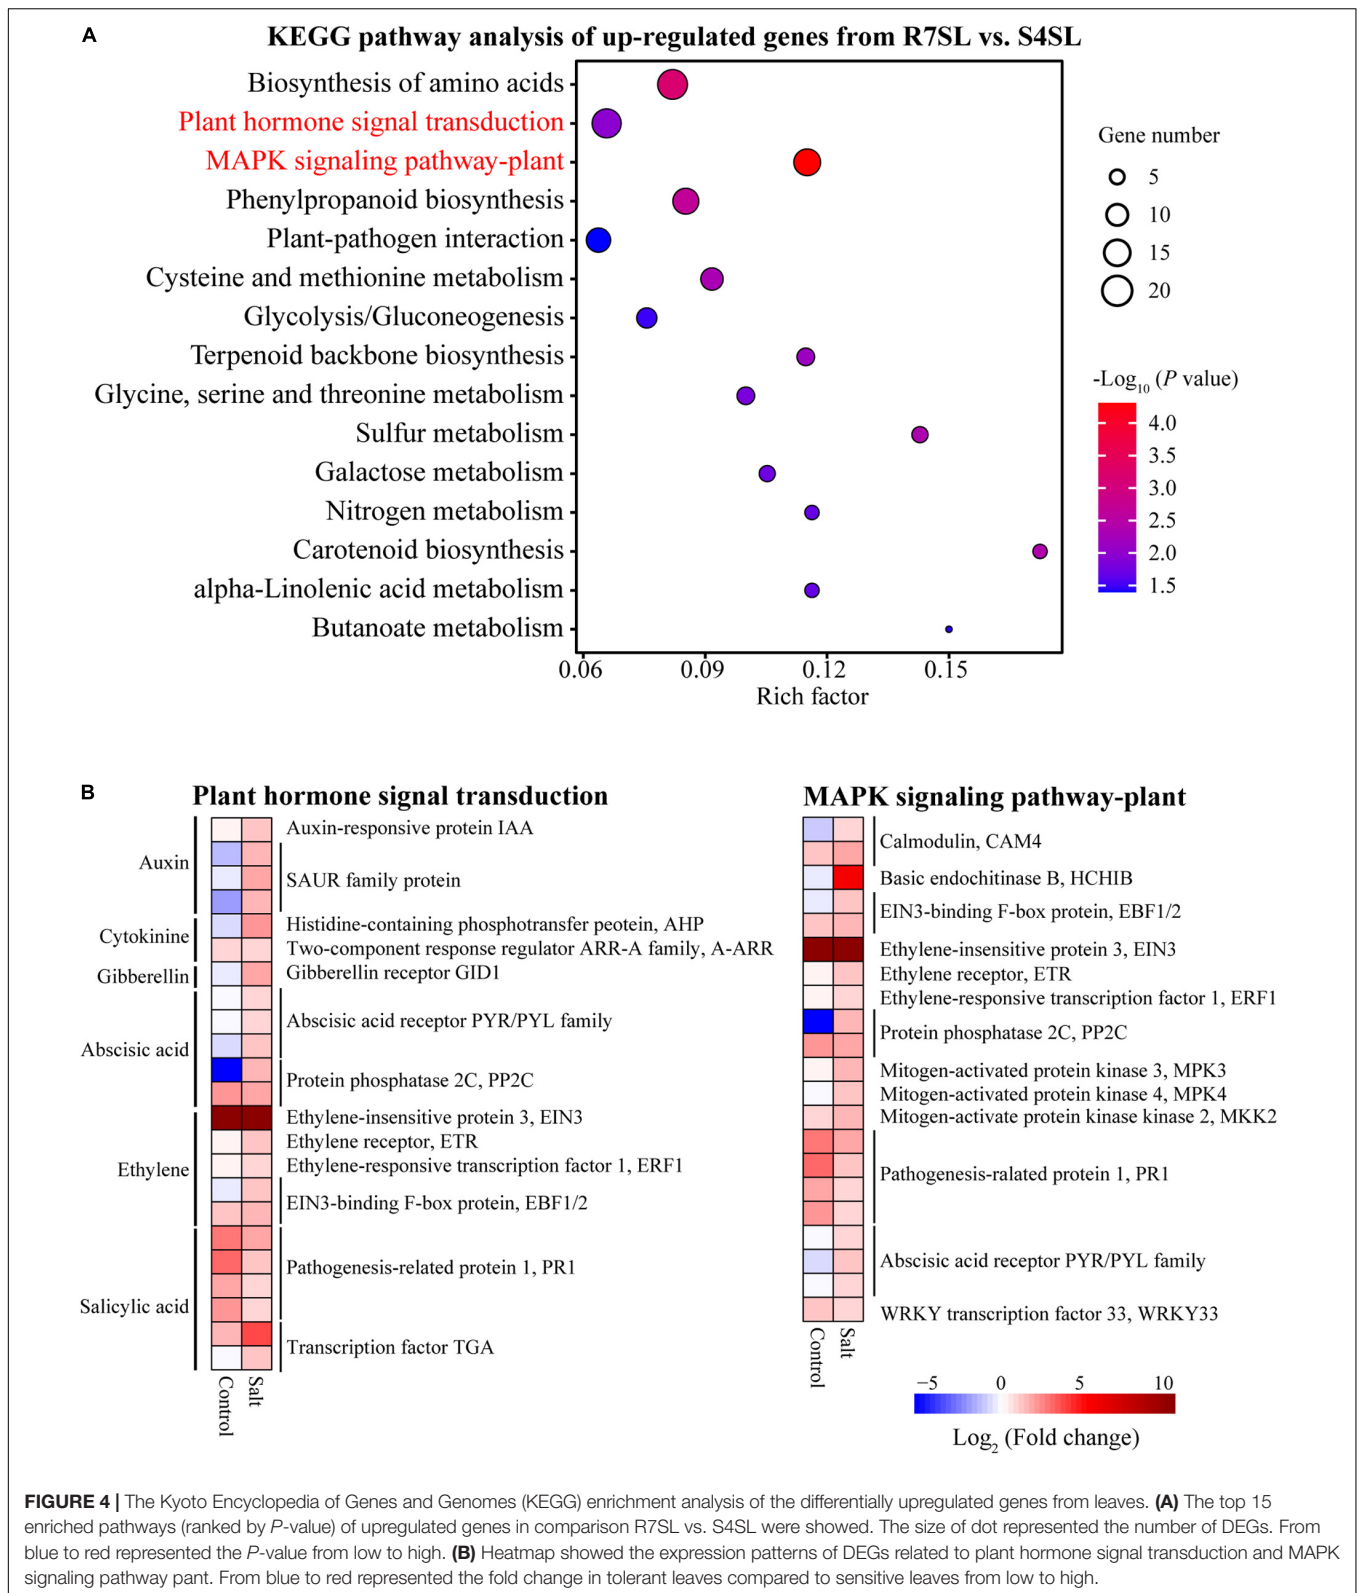 A
KEGG pathway analysis of up-regulated genes from R7SL vs. S4SL
Biosynthesis of amino acids
Plant hormone signal transduction
MAPK signaling pathway-plant
Phenylpropanoid biosynthesis
Plant-pathogen interaction
Cysteine and methionine metabolism
Glycolysis/Gluconeogenesis
Terpenoid backbone biosynthesis
Glycine, serine and threonine metabolism
Sulfur metabolism
Galactose metabolism
Nitrogen metabolism
Carotenoid biosynthesis
alpha-Linolenic acid metabolism
Butanoate metabolism
0.06 0.09 0.12 0.15
Rich factor
Gene number
5
10
15
20
-Log10 (P value)
4.0
3.5
3.0
2.5
2.0
1.5
B
Plant hormone signal transduction
Auxin
Cytokinine
Gibberellin
Abscisic acid
Ethylene
Salicylic acid
Auxin-responsive protein IAA
SAUR family protein
Histidine-containing phosphotransfer peotein, AHP
Two-component response regulator ARR-A family, A-ARR
Gibberellin receptor GID1
Abscisic acid receptor PYR/PYL family
Protein phosphatase 2C, PP2C
Ethylene-insensitive protein 3, EIN3
Ethylene receptor, ETR
Ethylene-responsive transcription factor 1, ERF1
EIN3-binding F-box protein, EBF1/2
Pathogenesis-related protein 1, PR1
Transcription factor TGA
Control
Salt
MAPK signaling pathway-plant
Calmodulin, CAM4
Basic endochitinase B, HCHIB
EIN3-binding F-box protein, EBF1/2
Ethylene-insensitive protein 3, EIN3
Ethylene receptor, ETR
Ethylene-responsive transcription factor 1, ERF1
Protein phosphatase 2C, PP2C
Mitogen-activated protein kinase 3, MPK3
Mitogen-activated protein kinase 4, MPK4
Mitogen-activate protein kinase kinase 2, MKK2
Pathogenesis-ralated protein 1, PR1
Abscisic acid receptor PYR/PYL family
WRKY transcription factor 33, WRKY33
Control
Salt
−5 0 5 10
Log2 (Fold change)
FIGURE 4 | The Kyoto Encyclopedia of Genes and Genomes (KEGG) enrichment analysis of the differentially upregulated genes from leaves. (A) The top 15
enriched pathways (ranked by P-value) of upregulated genes in comparison R7SL vs. S4SL were showed. The size of dot represented the number of DEGs. From
blue to red represented the P-value from low to high. (B) Heatmap showed the expression patterns of DEGs related to plant hormone signal transduction and MAPK
signaling pathway pant. From blue to red represented the fold change in tolerant leaves compared to sensitive leaves from low to high.